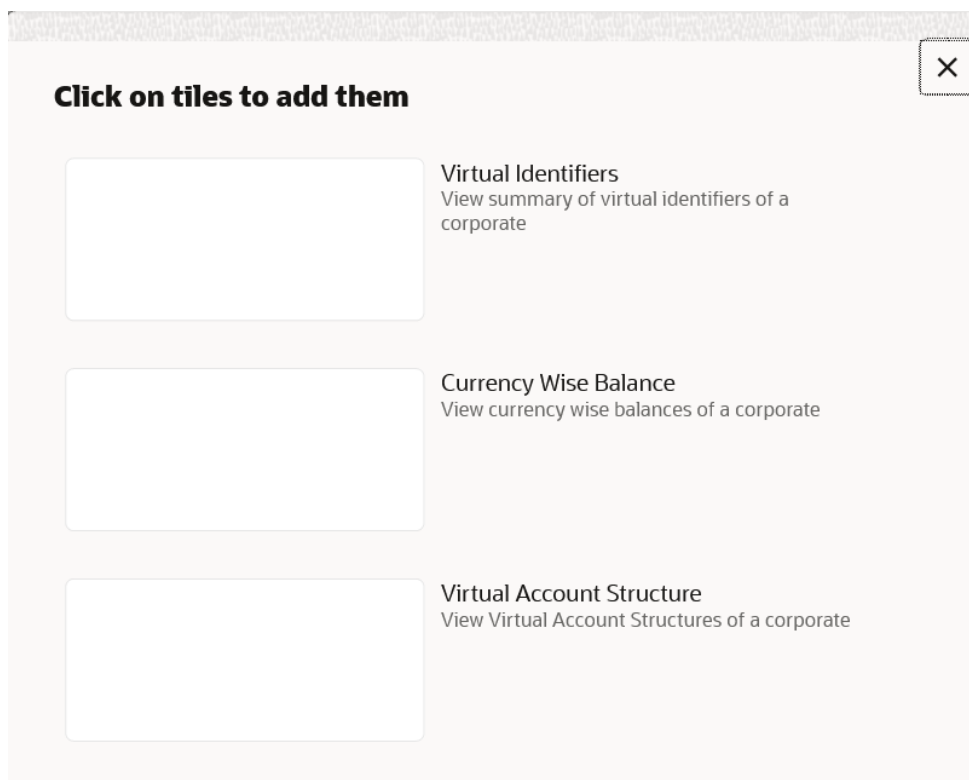 Click on tiles to add them
Virtual Identifiers
View summary of virtual identifiers of a
corporate
Currency Wise Balance
View currency wise balances of a corporate
Virtual Account Structure
View Virtual Account Structures of a corporate